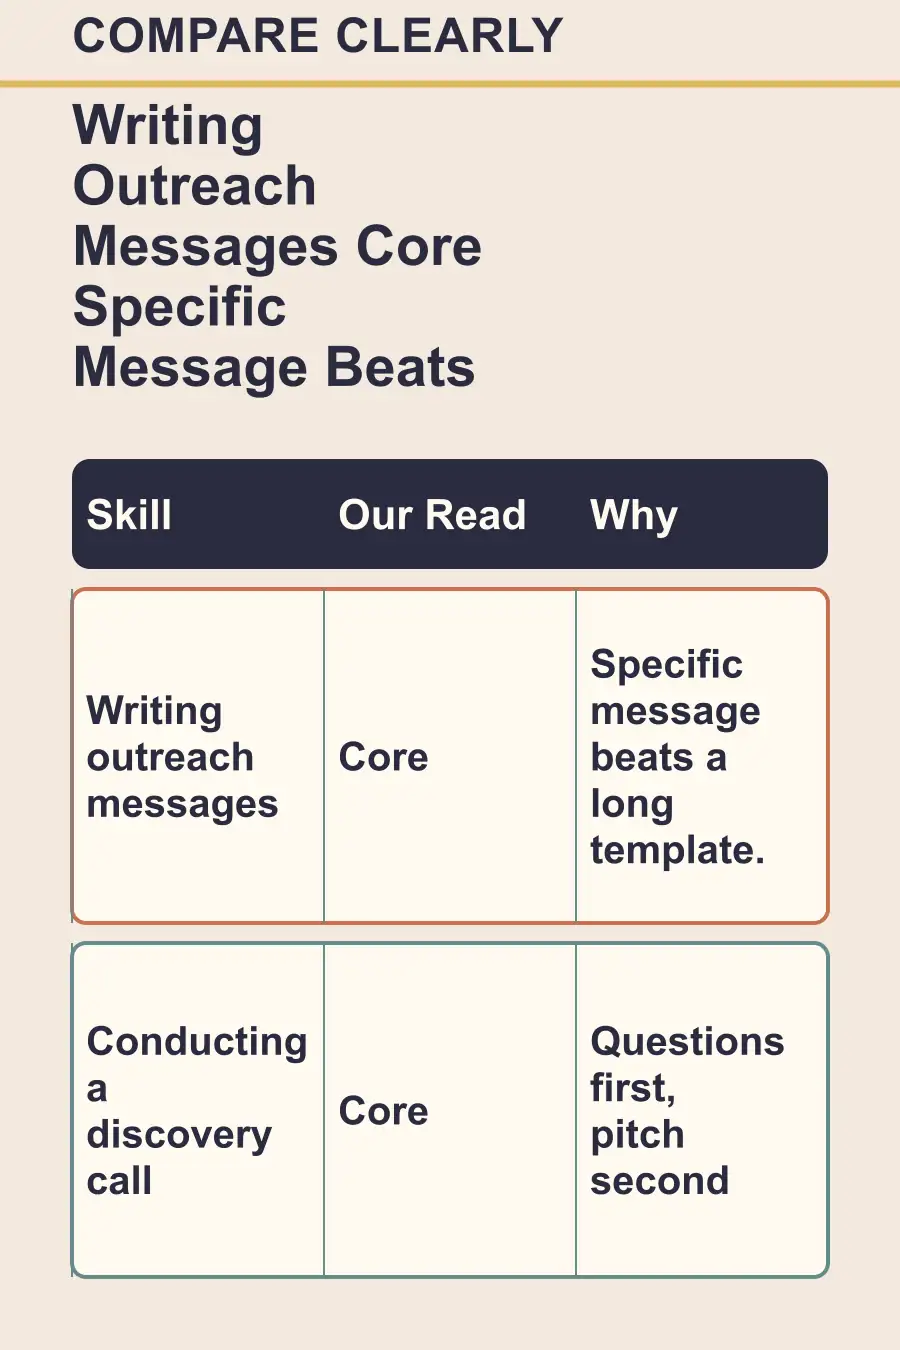 COMPARE CLEARLY
Writing
Outreach
Messages Core
Specific
Message Beats
Skill
Our Read
Why
Writing
outreach
messages
Core
Specific
message
beats a
long
template.
Conducting
a
discovery
call
Core
Questions
first,
pitch
second